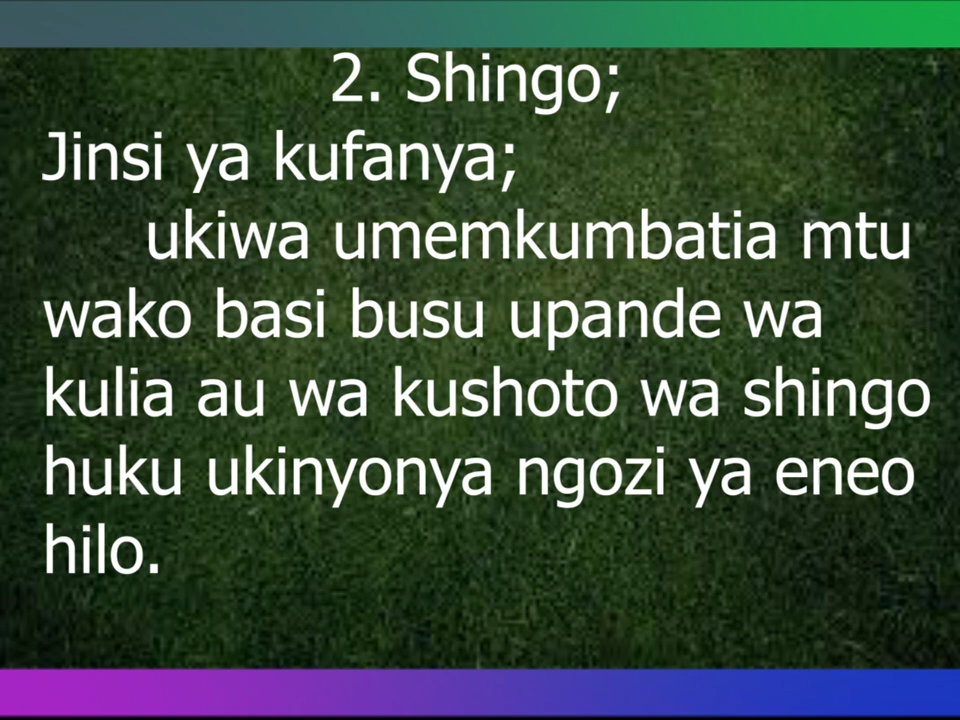 2. Shingo;
Jinsi ya kufanya;
ukiwa umemkumbatia mtu
wako basi busu upande wa
kulia au wa kushoto wa shingo
huku ukinyonya ngozi ya eneo
hilo.